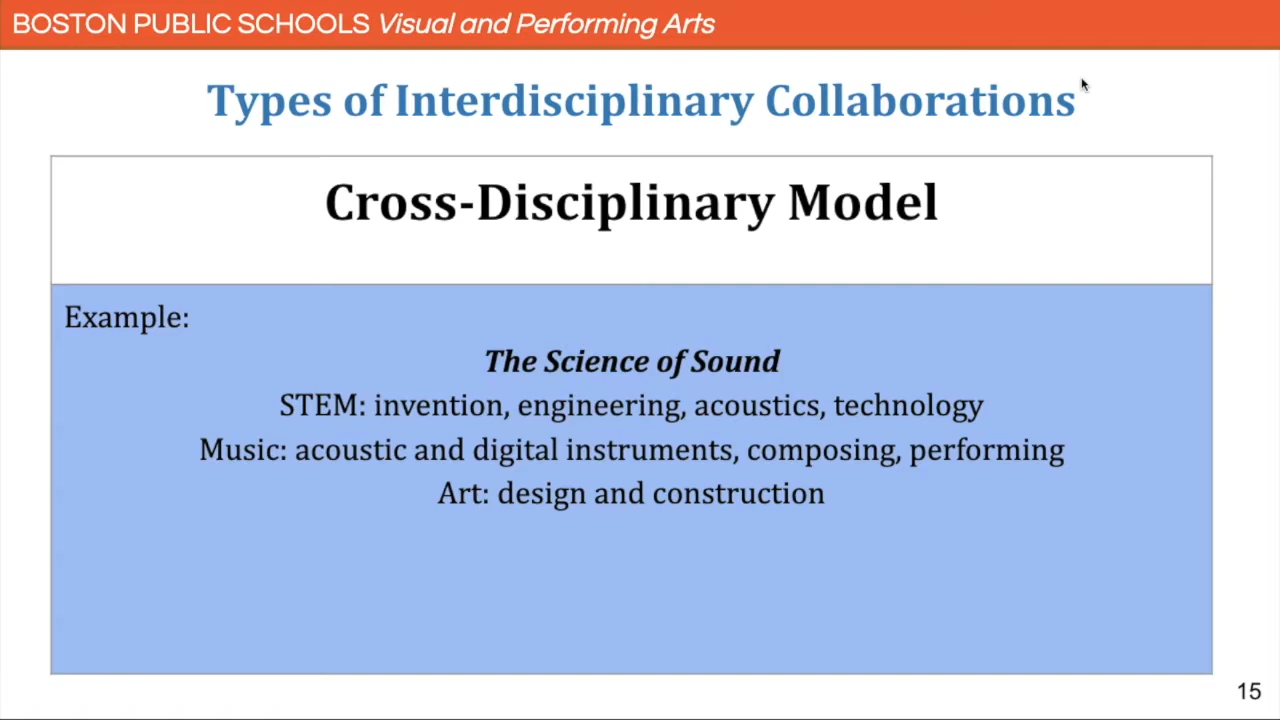 BOSTON PUBLIC SCHOOLS Visual and Performing Arts
Types of Interdisciplinary Collaborations
Cross-Disciplinary Model
Example:
The Science of Sound
STEM: invention, engineering, acoustics, technology
Music: acoustic and digital instruments, composing, performing
Art: design and construction
15